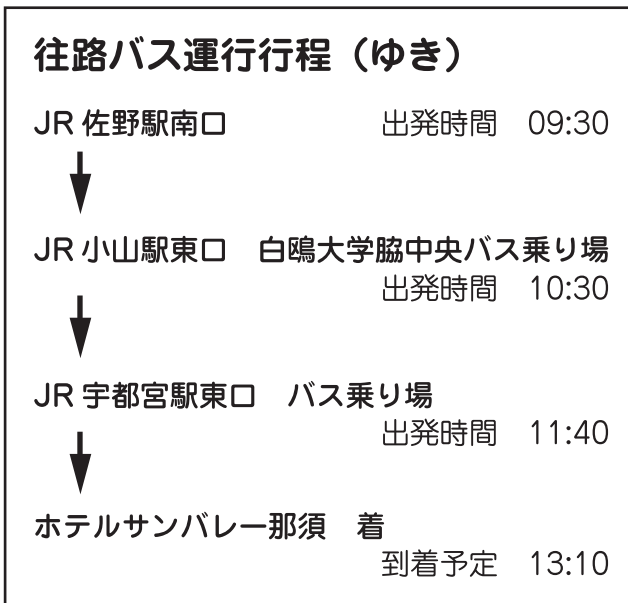 往路バス運行行程（ゆき）
JR 佐野駅南口　出発時間　09:30
JR 小山駅東口　白鴎大学脇中央バス乗り場
出発時間　10:30
JR 宇都宮駅東口　バス乗り場
出発時間　11:40
ホテルサンバレー那須　着
到着予定　13:10